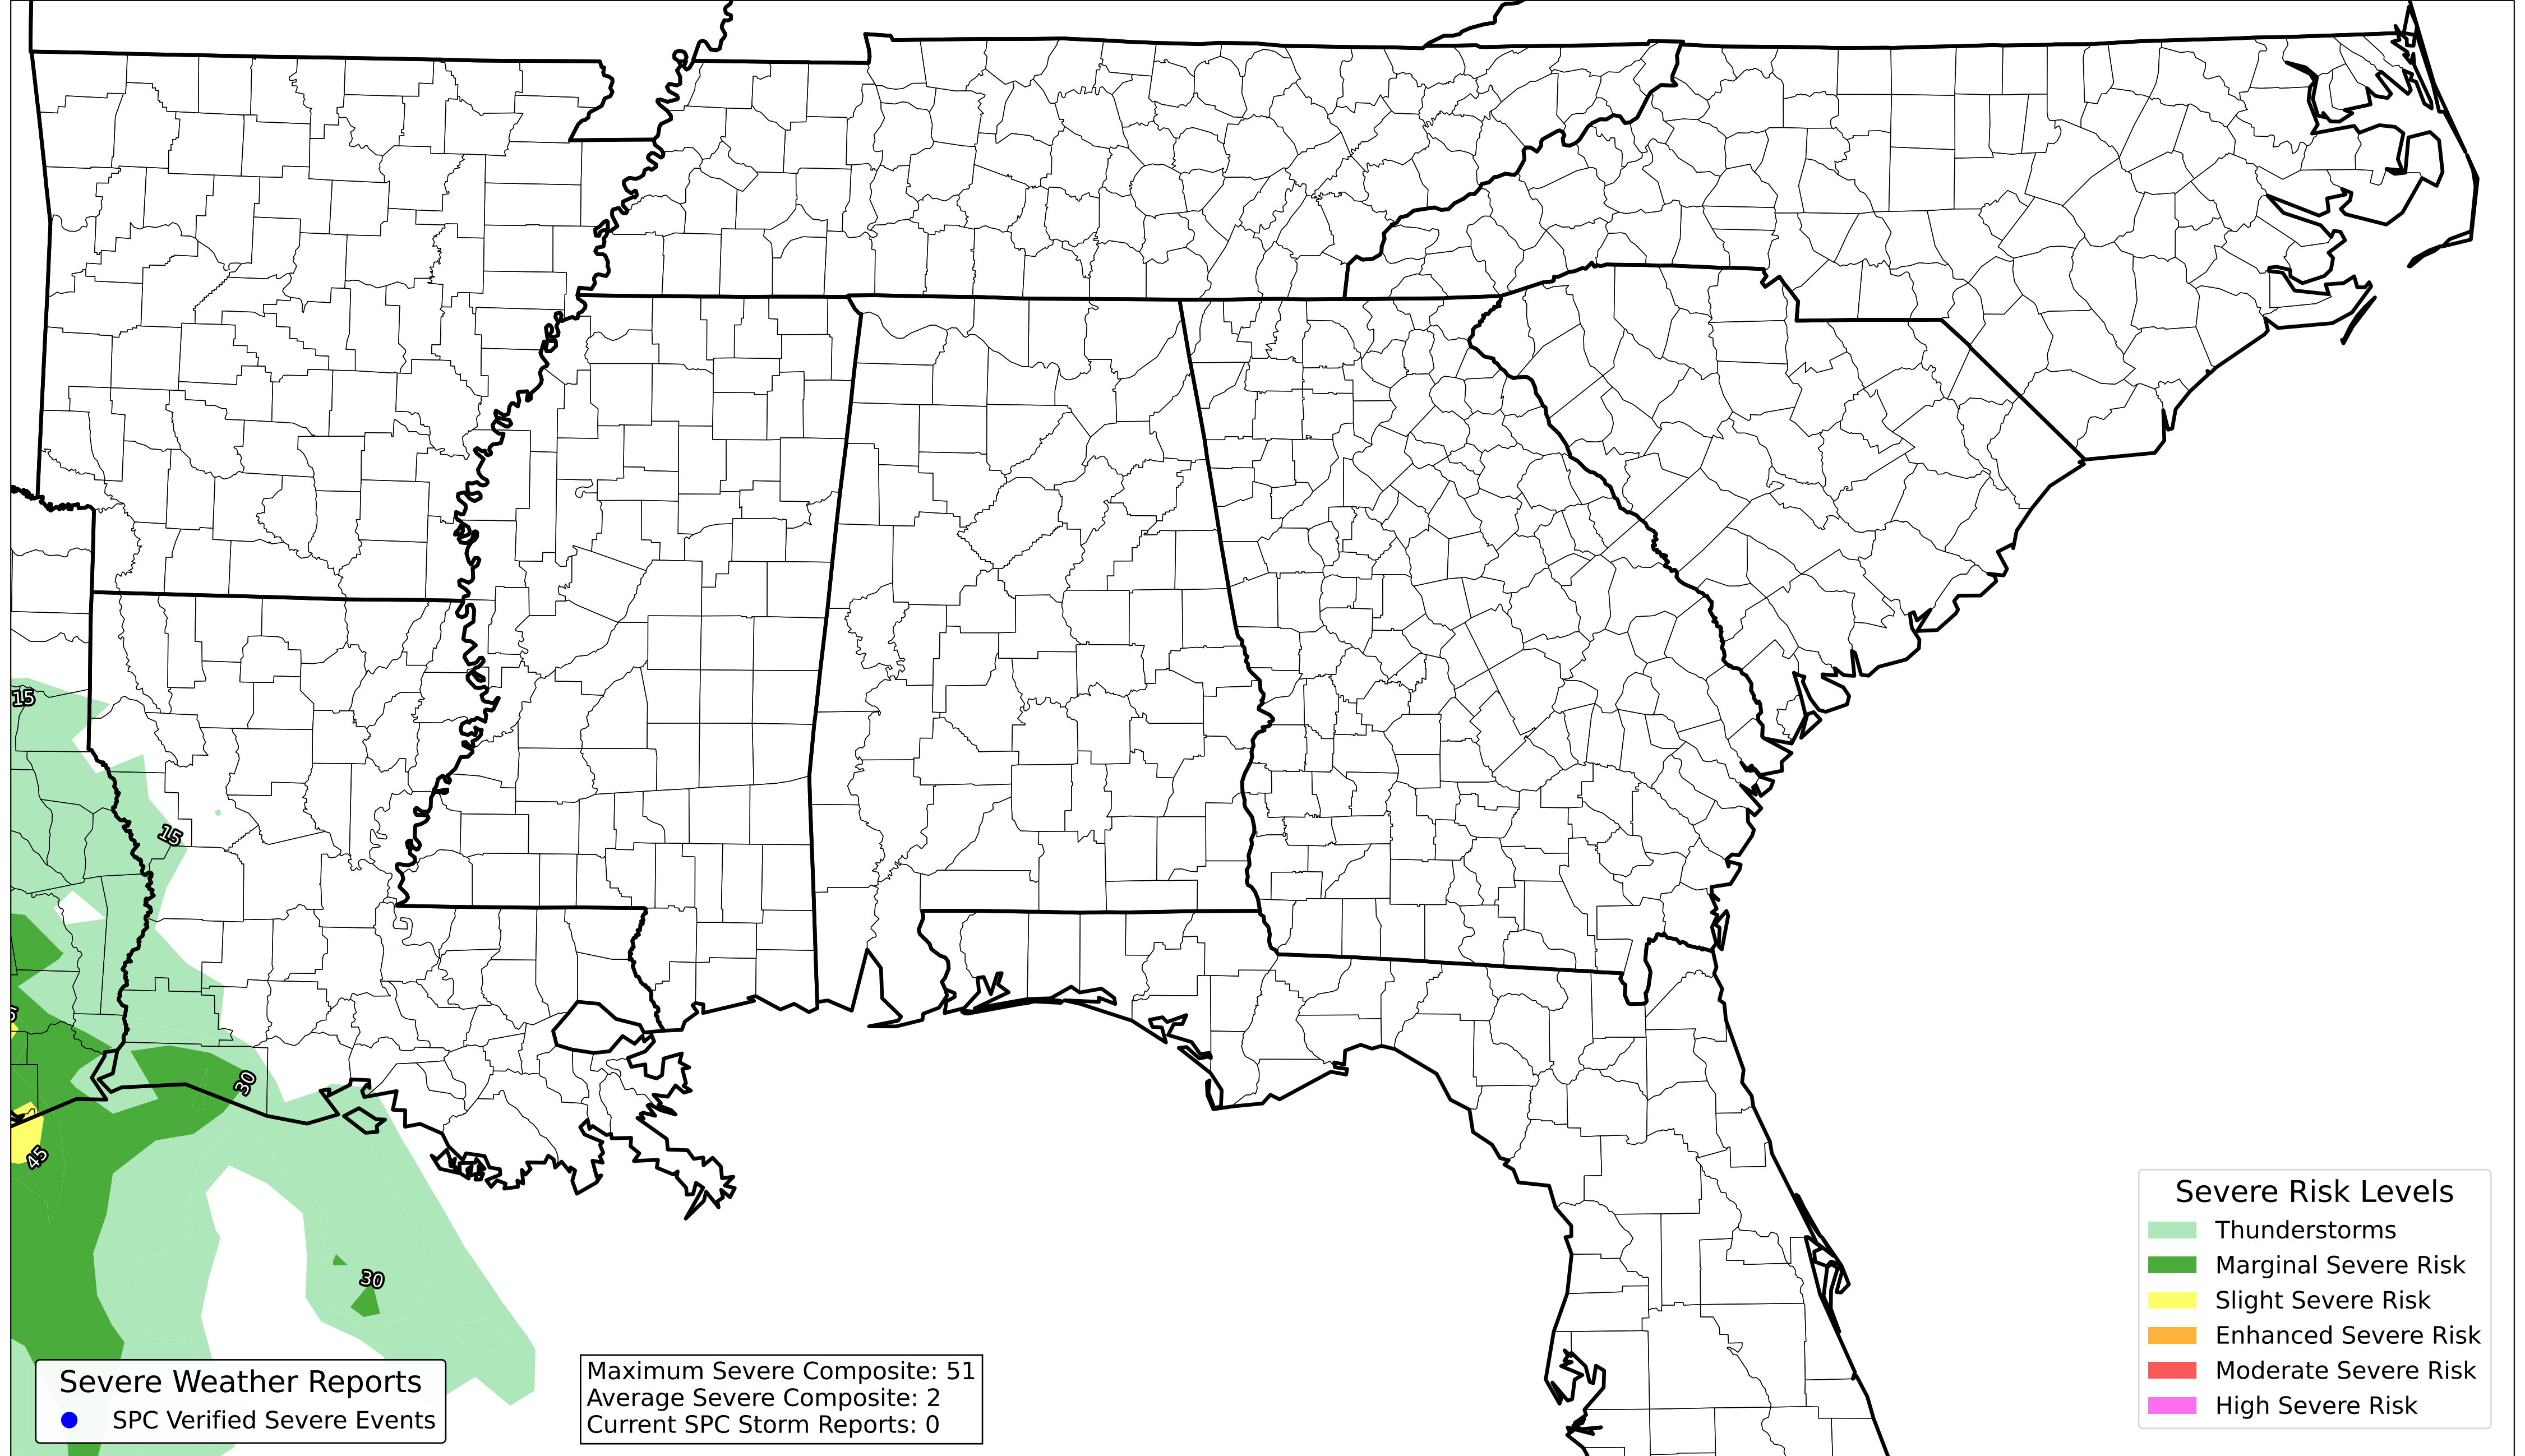 15
15
30
45
30
Severe Weather Reports
SPC Verified Severe Events
Maximum Severe Composite: 51
Average Severe Composite: 2
Current SPC Storm Reports: 0
Severe Risk Levels
Thunderstorms
Marginal Severe Risk
Slight Severe Risk
Enhanced Severe Risk
Moderate Severe Risk
High Severe Risk